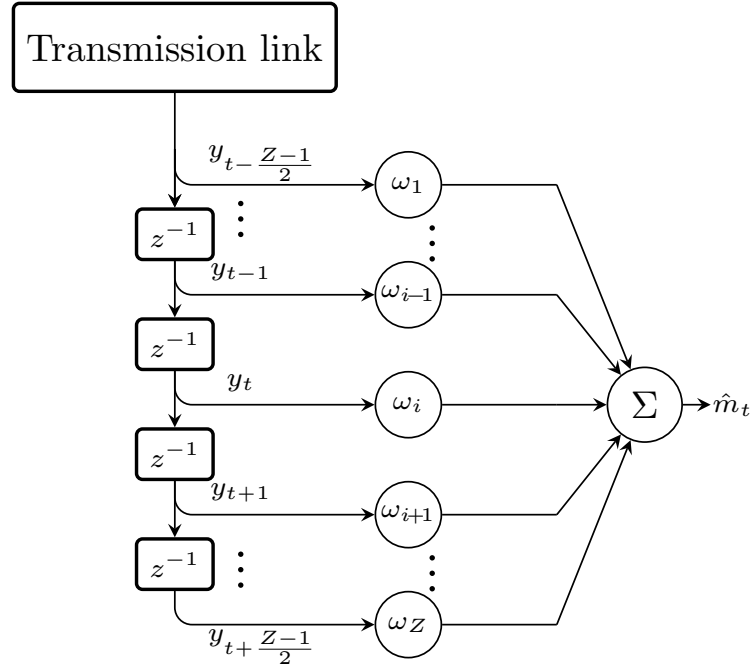 Transmission link
y_{t-\frac{Z-1}{2}}
ω_1
z^{-1}
⋮
⋮
y_{t-1}
ω_{i-1}
z^{-1}
y_t
ω_i
Σ
m̂_t
z^{-1}
y_{t+1}
ω_{i+1}
z^{-1}
⋮
⋮
y_{t+\frac{Z-1}{2}}
ω_Z